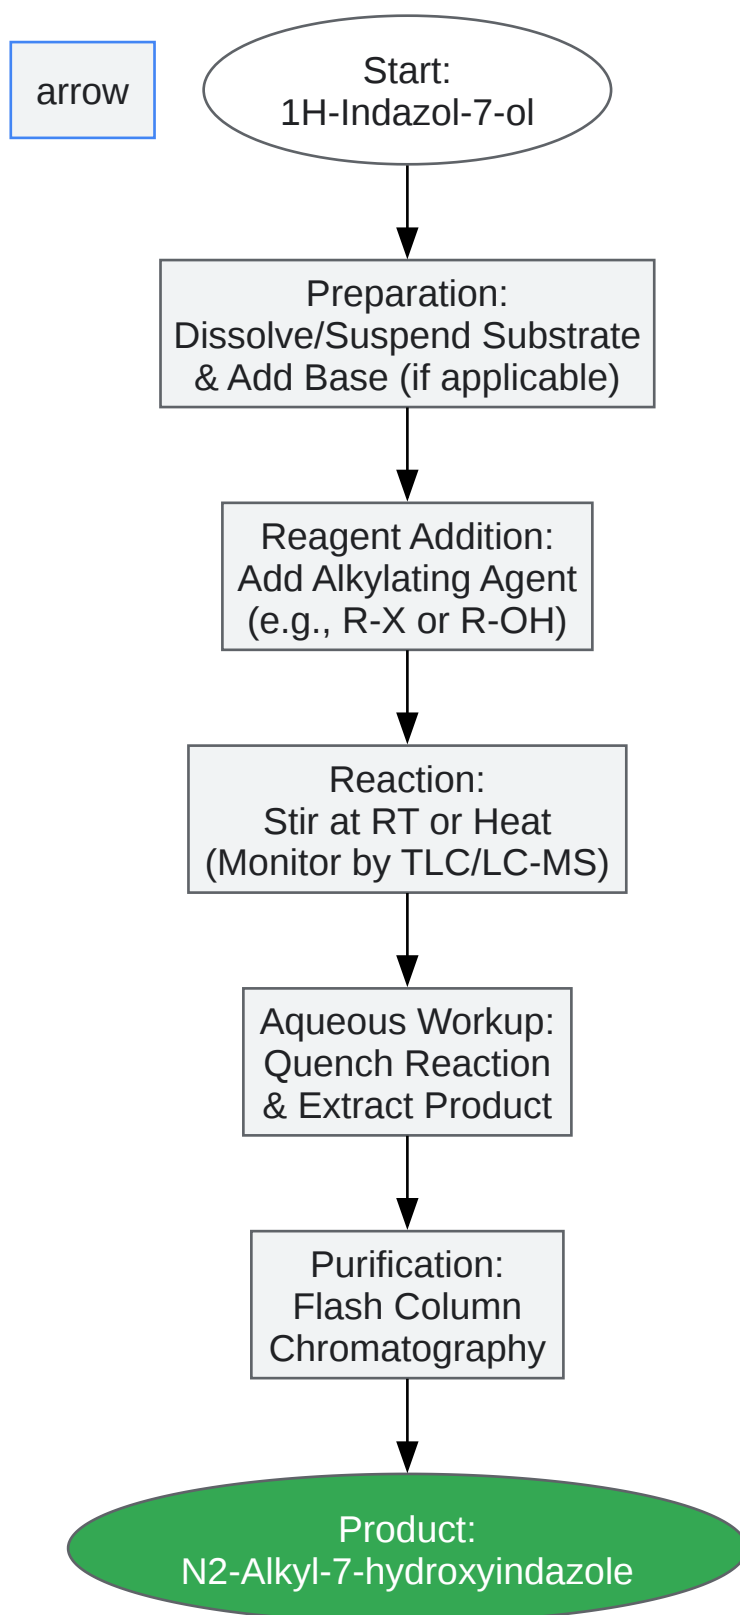 arrow
Start:
1H-Indazol-7-ol
Preparation:
Dissolve/Suspend Substrate
& Add Base (if applicable)
Reagent Addition:
Add Alkylating Agent
(e.g., R-X or R-OH)
Reaction:
Stir at RT or Heat
(Monitor by TLC/LC-MS)
Aqueous Workup:
Quench Reaction
& Extract Product
Purification:
Flash Column
Chromatography
Product:
N2-Alkyl-7-hydroxyindazole